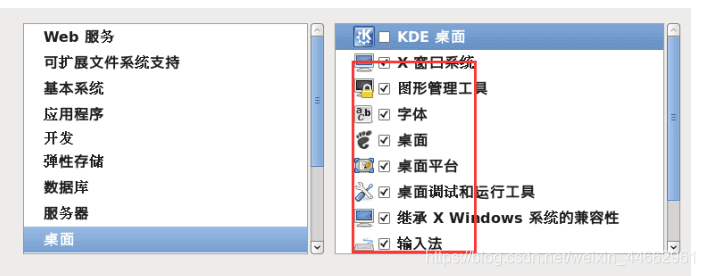 Web 服务
可扩展文件系统支持
基本系统
应用程序
开发
弹性存储
数据库
服务器
桌面
KDE 桌面
X 窗口系统
图形管理工具
字体
桌面
桌面平台
桌面调试和运行工具
继承 X Windows 系统的兼容性
输入法
https://blog.csdn.net/weixin_44662961